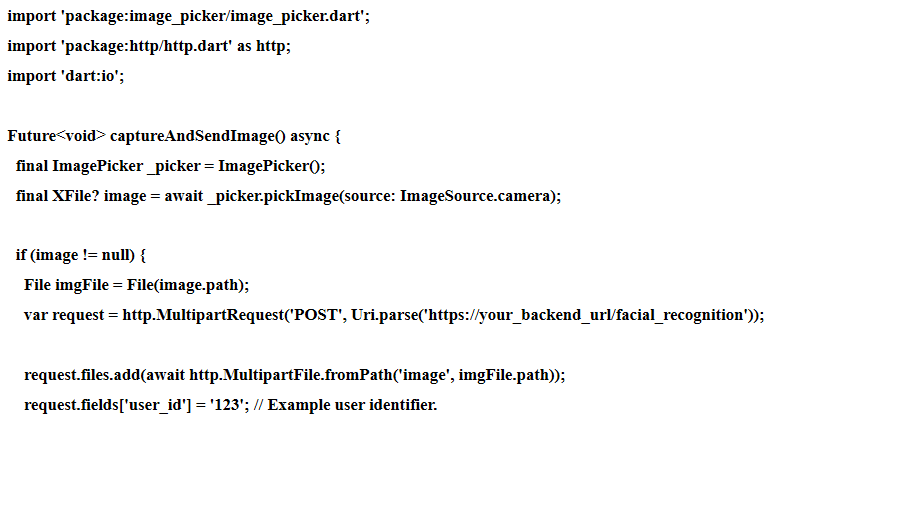 import 'package:image_picker/image_picker.dart';
import 'package:http/http.dart' as http;
import 'dart:io';
Future<void> captureAndSendImage() async {
final ImagePicker _picker = ImagePicker();
final XFile? image = await _picker.pickImage(source: ImageSource.camera);
if (image != null) {
File imgFile = File(image.path);
var request = http.MultipartRequest('POST', Uri.parse('https://your_backend_url/facial_recognition'));
request.files.add(await http.MultipartFile.fromPath('image', imgFile.path));
request.fields['user_id'] = '123'; // Example user identifier.